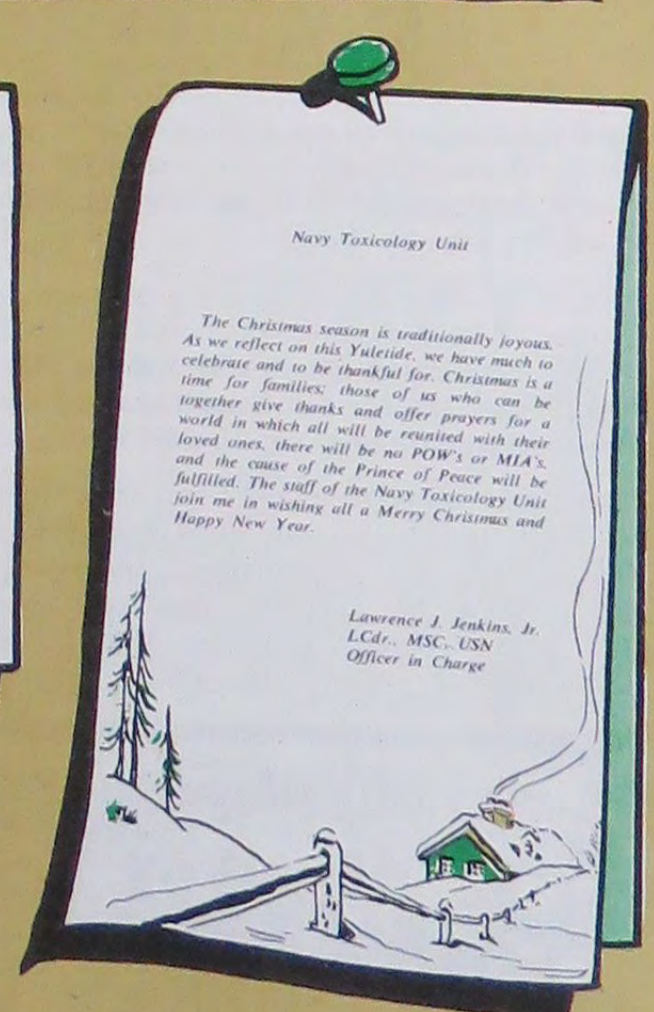 Navy Toxicology Unit
The Christmas season is traditionally joyous.
As we reflect on this Yuletide, we have much to
celebrate and to be thankful for. Christmas is a
time for families; those of us who can be
together give thanks and offer prayers for a
world in which all will be reunited with their
loved ones, there will be no POW's or MIA's,
and the cause of the Prince of Peace will be
fulfilled. The staff of the Navy Toxicology Unit
join me in wishing all a Merry Christmas and
Happy New Year.
Lawrence J. Jenkins, Jr.
LCdr., MSC, USN
Officer in Charge